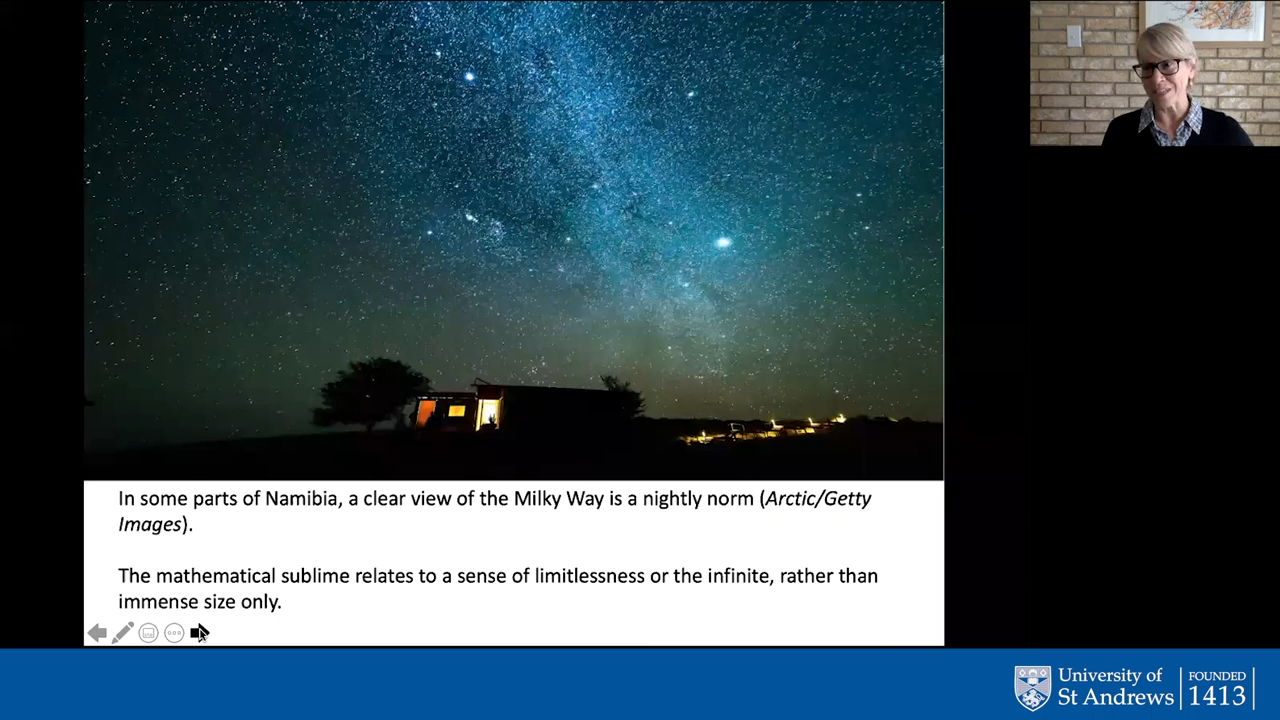 In some parts of Namibia, a clear view of the Milky Way is a nightly norm (Arctic/Getty
Images).
The mathematical sublime relates to a sense of limitlessness or the infinite, rather than
immense size only.
University of
St Andrews
FOUNDED
1413